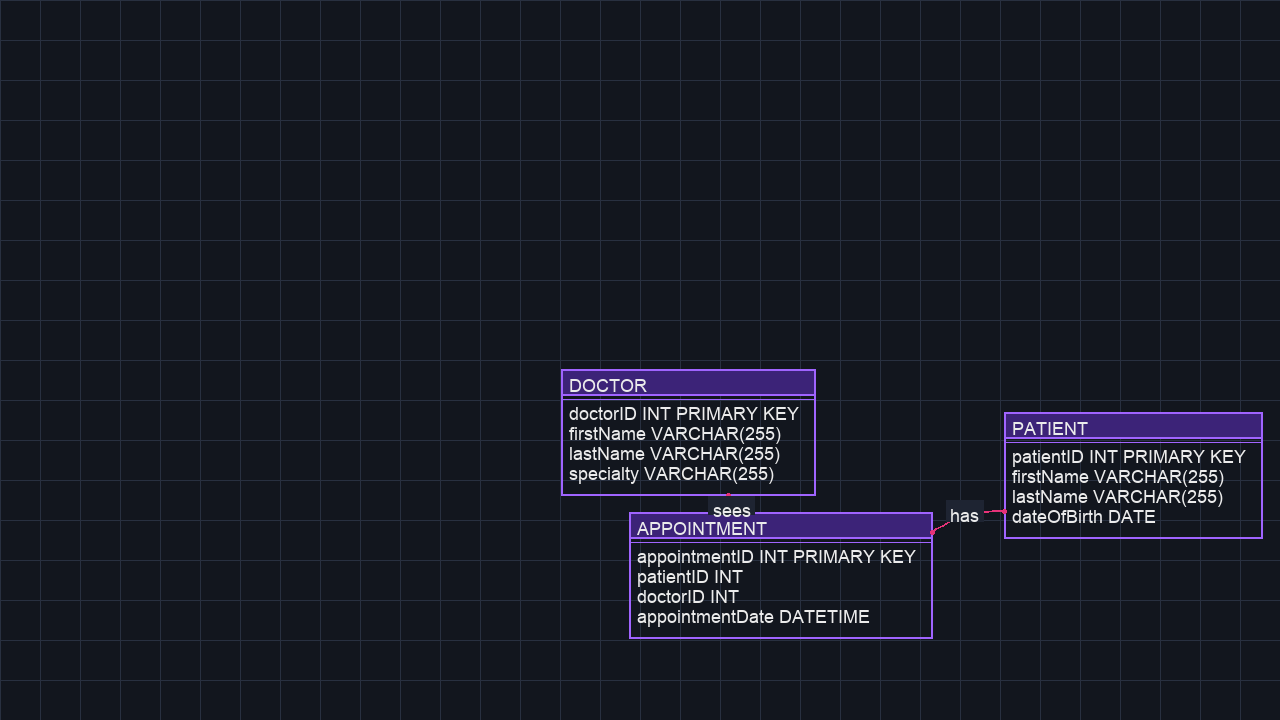 DOCTOR
doctorID INT PRIMARY KEY
firstName VARCHAR(255)
lastName VARCHAR(255)
specialty VARCHAR(255)
sees
APPOINTMENT
appointmentID INT PRIMARY KEY
patientID INT
doctorID INT
appointmentDate DATETIME
has
PATIENT
patientID INT PRIMARY KEY
firstName VARCHAR(255)
lastName VARCHAR(255)
dateOfBirth DATE